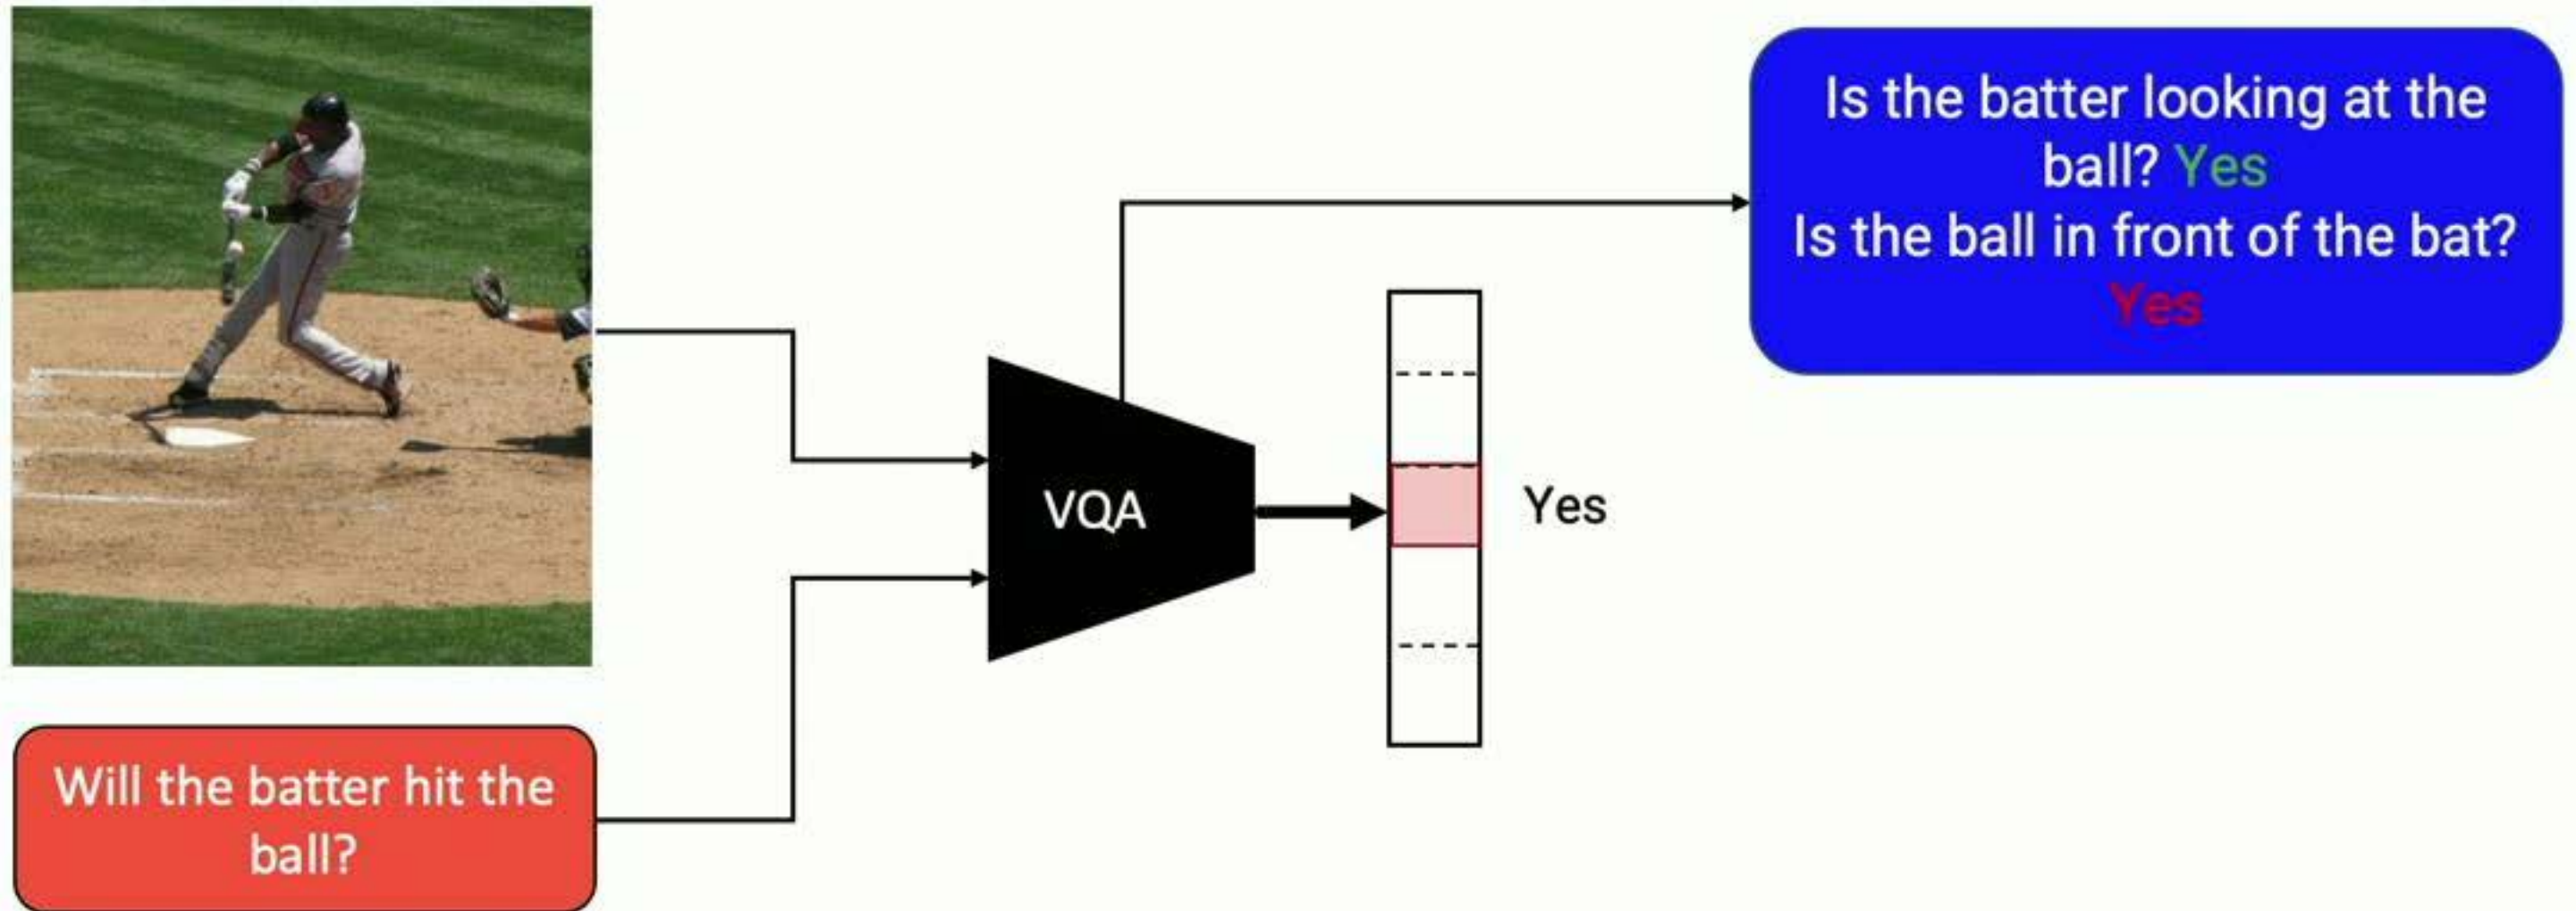 Is the batter looking at the
ball? Yes
Is the ball in front of the bat?
Yes
VQA
Yes
Will the batter hit the
ball?